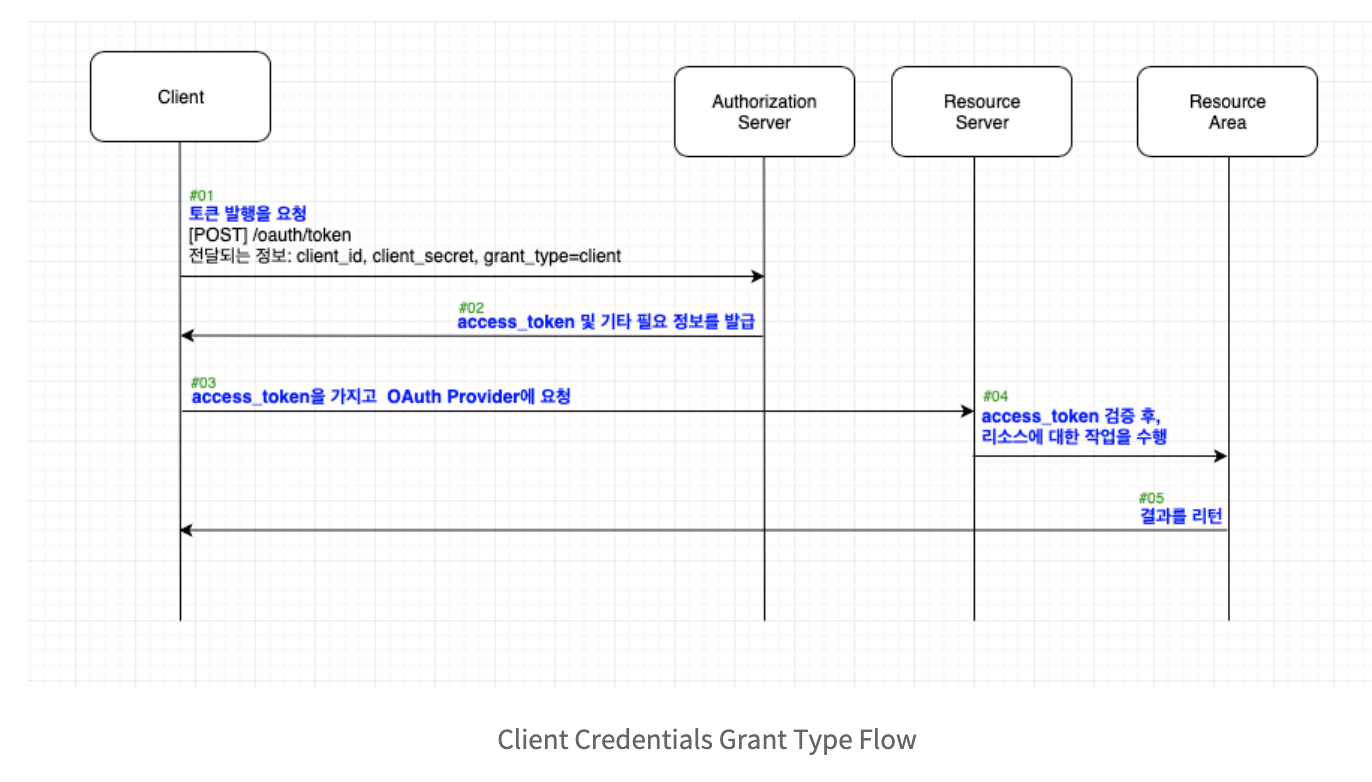 Client
Authorization
Server
Resource
Server
Resource
Area
#01
토큰 발행을 요청
[POST] /oauth/token
전달되는 정보: client_id, client_secret, grant_type=client
#02
access_token 및 기타 필요 정보를 발급
#03
access_token을 가지고 OAuth Provider에 요청
#04
access_token 검증 후,
리소스에 대한 작업을 수행
#05
결과를 리턴
Client Credentials Grant Type Flow